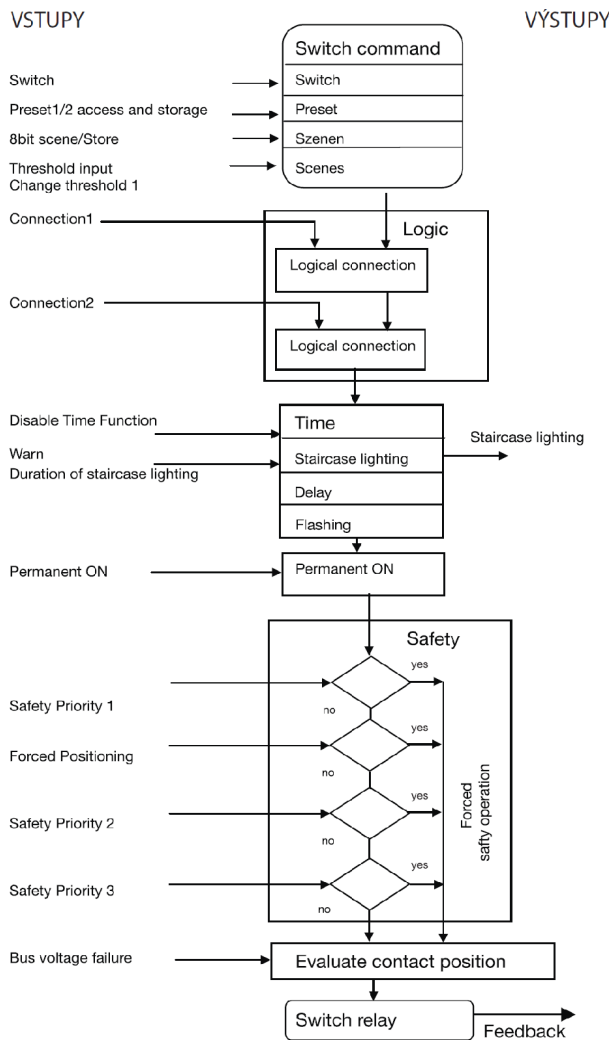 VSTUPY
VÝSTUPY
Switch command
Switch
Switch
Preset1/2 access and storage
Preset
8bit scene/Store
Szenen
Threshold input
Change threshold 1
Scenes
Connection1
Logic
Logical connection
Connection2
Logical connection
Disable Time Function
Time
Staircase lighting
Warn
Duration of staircase lighting
Staircase lighting
Delay
Flashing
Permanent ON
Permanent ON
Safety
yes
Safety Priority 1
no
yes
Forced Positioning
no
yes
Safety Priority 2
no
Forced
safty operation
yes
Safety Priority 3
no
Bus voltage failure
Evaluate contact position
Switch relay
Feedback